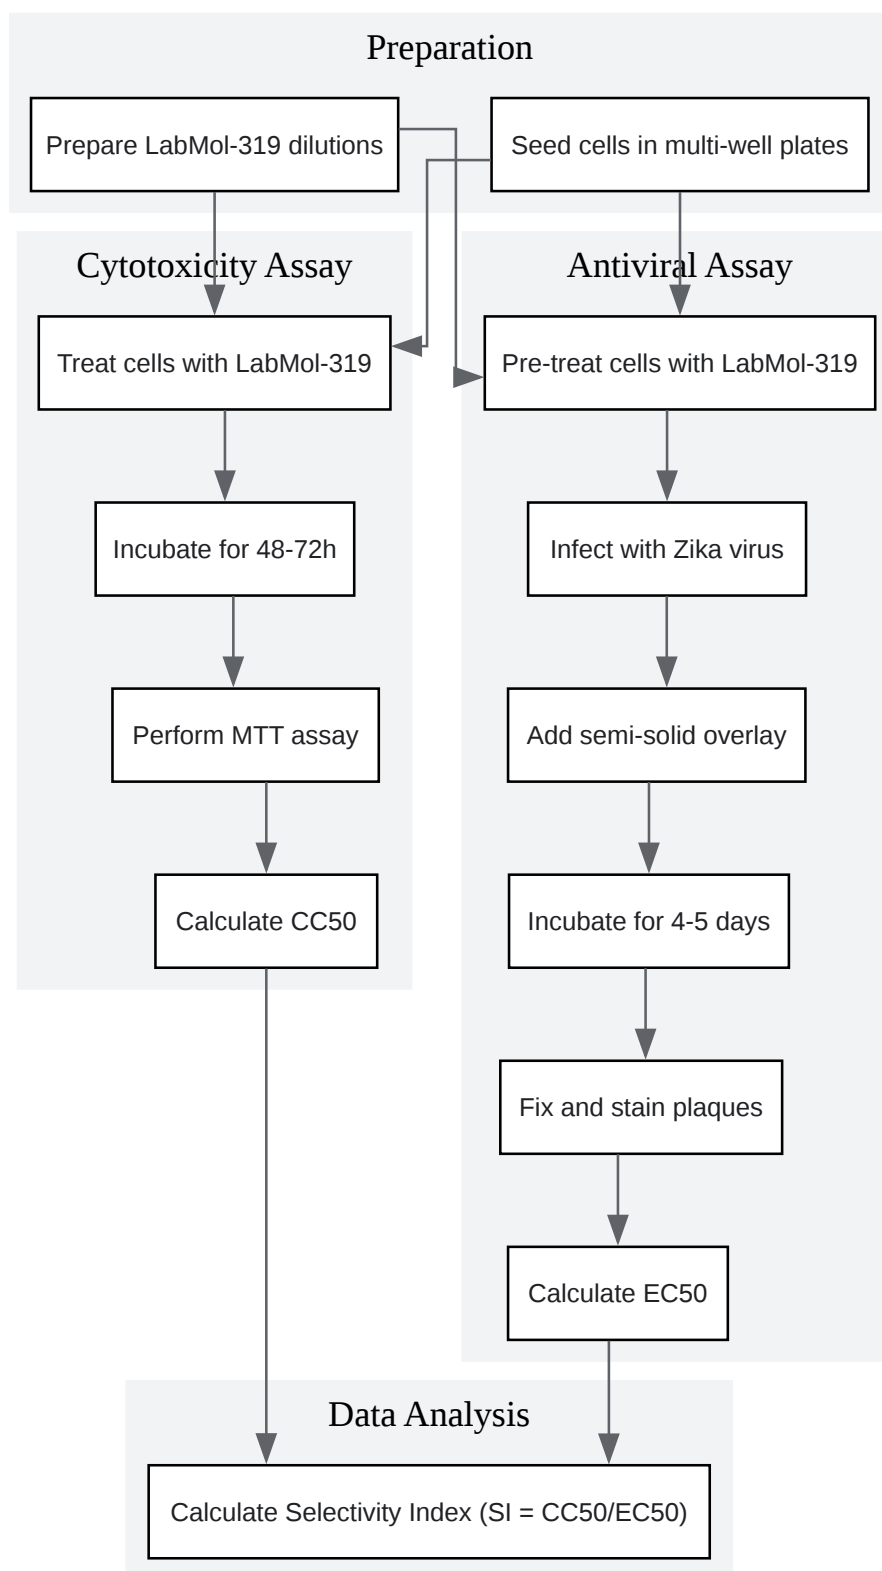 Preparation
Prepare LabMol-319 dilutions
Seed cells in multi-well plates
Cytotoxicity Assay
Treat cells with LabMol-319
Incubate for 48-72h
Perform MTT assay
Calculate CC50
Antiviral Assay
Pre-treat cells with LabMol-319
Infect with Zika virus
Add semi-solid overlay
Incubate for 4-5 days
Fix and stain plaques
Calculate EC50
Data Analysis
Calculate Selectivity Index (SI = CC50/EC50)